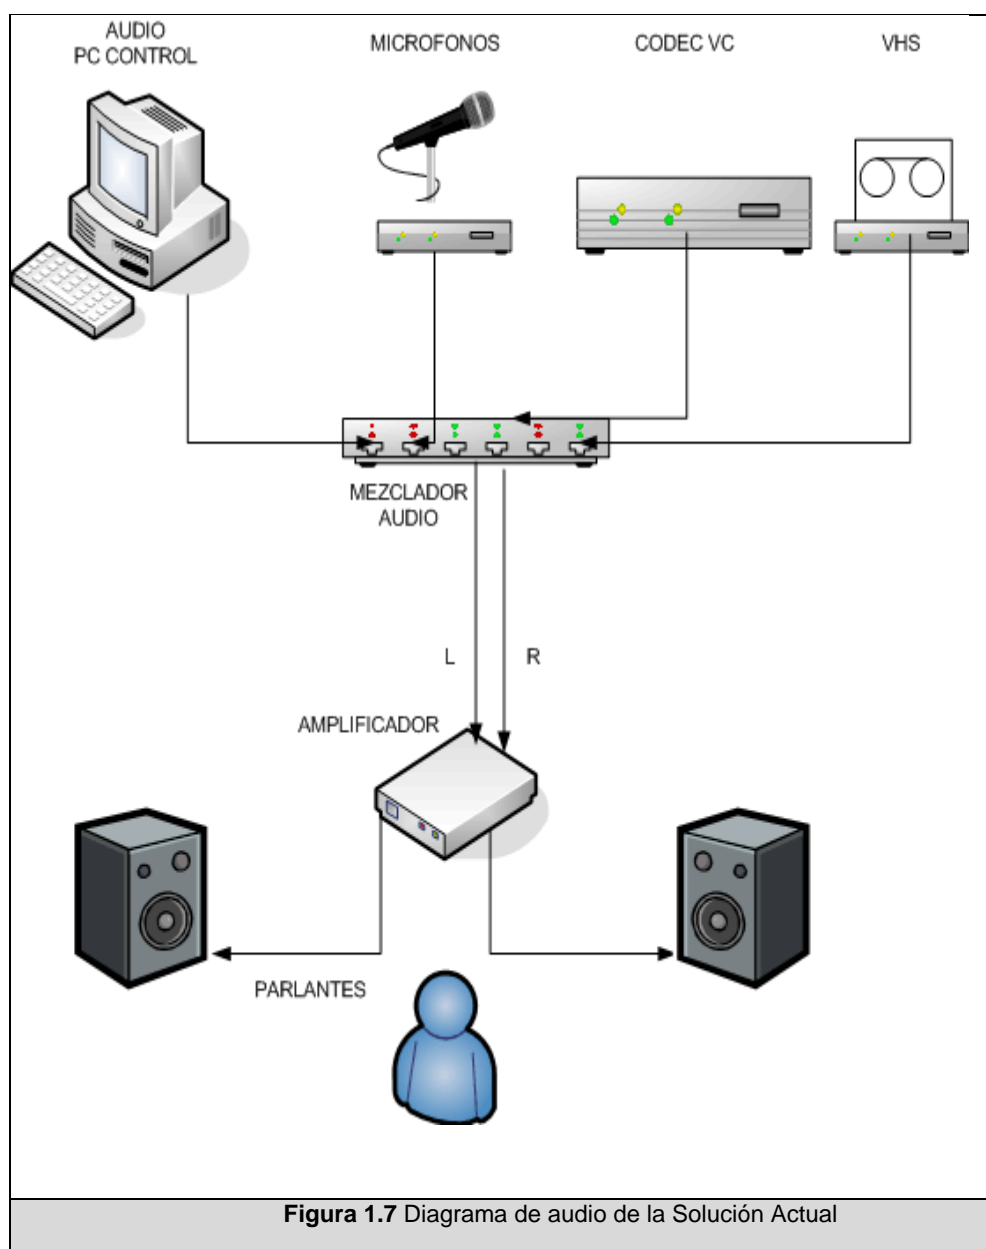 AUDIO
PC CONTROL
MICROFONOS
CODEC VC
VHS
MEZCLADOR
AUDIO
L
R
AMPLIFICADOR
PARLANTES
Figura 1.7 Diagrama de audio de la Solución Actual